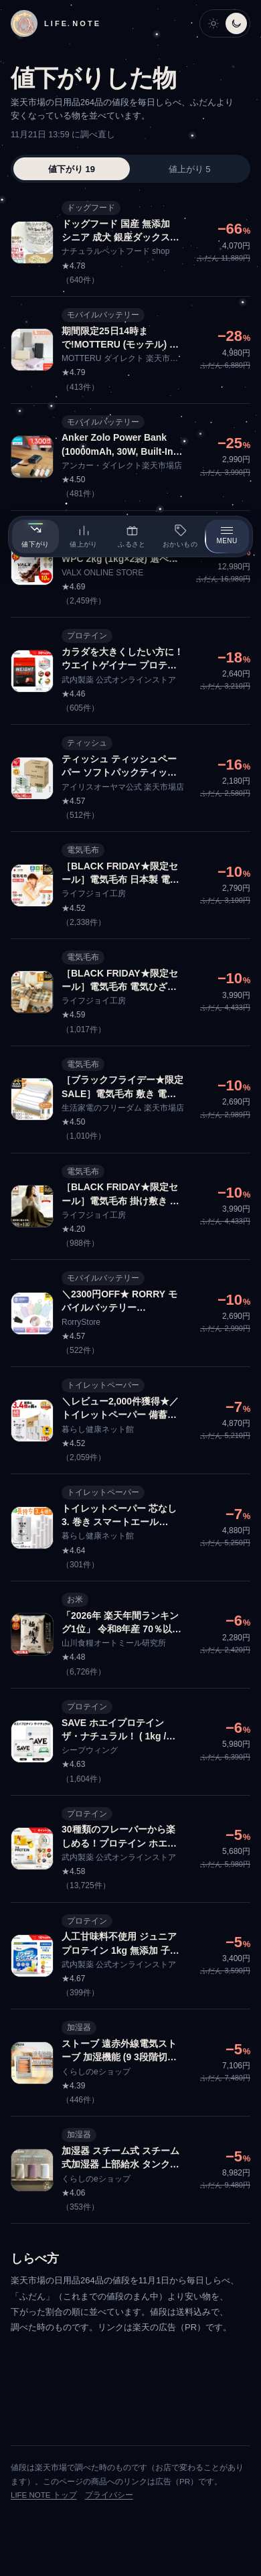 LIFE NOTE
値下がりした物
楽天市場の日用品264品の値段を毎日しらべ、ふだんより
安くなっている物を並べています。
11月21日 13:59 に調べ直し
値下がり 19
値上がり 5
ドッグフード
ドッグフード 国産 無添加
シニア 成犬 銀座ダックス…
ナチュラルペットフード shop
★4.78
（640件）
−66%
4,070円
ふだん 11,880円
モバイルバッテリー
期間限定25日14時ま
で!MOTTERU (モッテル) …
MOTTERU ダイレクト 楽天市…
★4.79
（413件）
−28%
4,980円
ふだん 6,880円
モバイルバッテリー
Anker Zolo Power Bank
(10000mAh, 30W, Built-In…
アンカー・ダイレクト楽天市場店
★4.50
（481件）
−25%
2,990円
ふだん 3,990円
値下がり
値上がり
ふるさと
おかいもの
MENU
WPC 2kg (1kg×2袋) 選べ…
VALX ONLINE STORE
★4.69
（2,459件）
12,980円
ふだん 16,980円
プロテイン
カラダを大きくしたい方に！
ウエイトゲイナー プロテ…
武内製薬 公式オンラインストア
★4.46
（605件）
−18%
2,640円
ふだん 3,210円
ティッシュ
ティッシュ ティッシュペー
パー ソフトパックティッ…
アイリスオーヤマ公式 楽天市場店
★4.57
（512件）
−16%
2,180円
ふだん 2,580円
電気毛布
［BLACK FRIDAY★限定セ
ール］電気毛布 日本製 電…
ライフジョイ工房
★4.52
（2,338件）
−10%
2,790円
ふだん 3,100円
電気毛布
［BLACK FRIDAY★限定セ
ール］電気毛布 電気ひざ…
ライフジョイ工房
★4.59
（1,017件）
−10%
3,990円
ふだん 4,433円
電気毛布
［ブラックフライデー★限定
SALE］電気毛布 敷き 電…
生活家電のフリーダム 楽天市場店
★4.50
（1,010件）
−10%
2,690円
ふだん 2,989円
電気毛布
［BLACK FRIDAY★限定セ
ール］電気毛布 掛け敷き …
ライフジョイ工房
★4.20
（988件）
−10%
3,990円
ふだん 4,433円
モバイルバッテリー
＼2300円OFF★ RORRY モ
バイルバッテリー…
RorryStore
★4.57
（522件）
−10%
2,690円
ふだん 2,990円
トイレットペーパー
＼レビュー2,000件獲得★／
トイレットペーパー 備蓄…
暮らし健康ネット館
★4.52
（2,059件）
−7%
4,870円
ふだん 5,210円
トイレットペーパー
トイレットペーパー 芯なし
3. 巻き スマートエール…
暮らし健康ネット館
★4.64
（301件）
−7%
4,880円
ふだん 5,250円
お米
「2026年 楽天年間ランキン
グ1位」 令和8年産 70％以…
山川食糧オートミール研究所
★4.48
（6,726件）
−6%
2,280円
ふだん 2,420円
プロテイン
SAVE ホエイプロテイン
ザ・ナチュラル！ ( 1kg /…
シープウィング
★4.63
（1,604件）
−6%
5,980円
ふだん 6,390円
プロテイン
30種類のフレーバーから楽
しめる！プロテイン ホエ…
武内製薬 公式オンラインストア
★4.58
（13,725件）
−5%
5,680円
ふだん 5,980円
プロテイン
人工甘味料不使用 ジュニア
プロテイン 1kg 無添加 子…
武内製薬 公式オンラインストア
★4.67
（399件）
−5%
3,400円
ふだん 3,590円
加湿器
ストーブ 遠赤外線電気スト
ーブ 加湿機能 (9 3段階切…
くらしのeショップ
★4.39
（446件）
−5%
7,106円
ふだん 7,480円
加湿器
加湿器 スチーム式 スチーム
式加湿器 上部給水 タンク…
くらしのeショップ
★4.06
（353件）
−5%
8,982円
ふだん 9,480円
しらべ方
楽天市場の日用品264品の値段を11月1日から毎日しらべ、
「ふだん」（これまでの値段のまん中）より安い物を、
下がった割合の順に並べています。値段は送料込みで、
調べた時のものです。リンクは楽天の広告（PR）です。
値段は楽天市場で調べた時のものです（お店で変わることがあり
ます）。このページの商品へのリンクは広告（PR）です。
LIFE NOTE トップ プライバシー